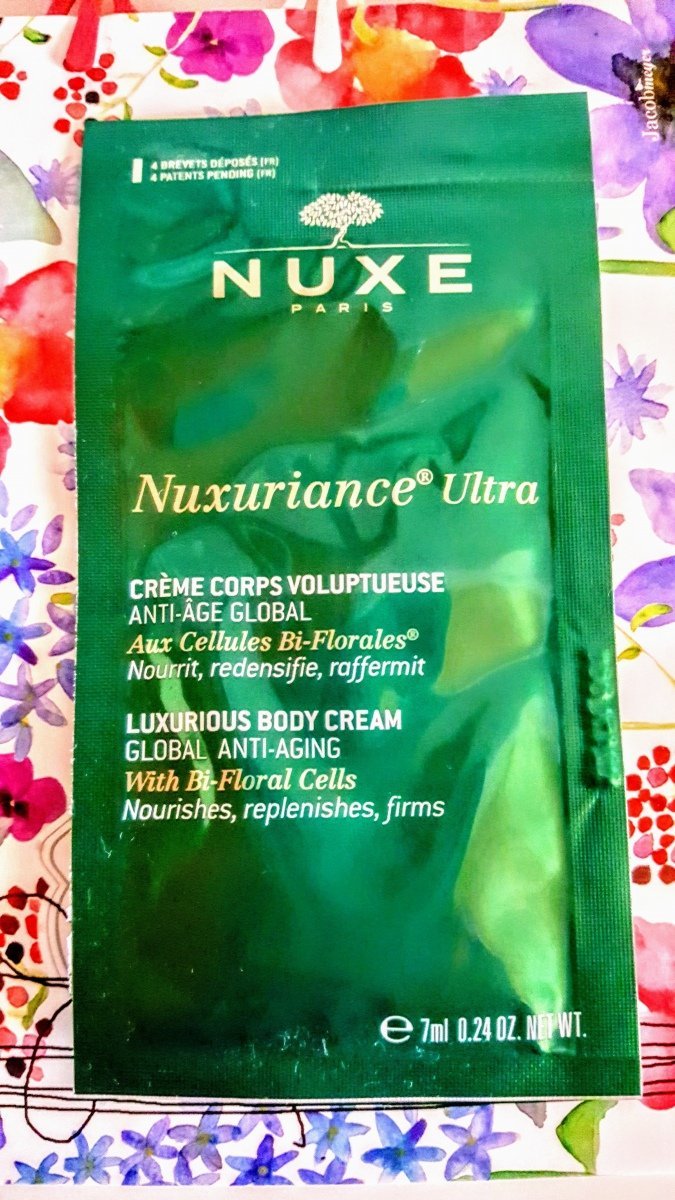 Jacobmeyer
4 BREVETS DÉPOSÉS (FR)
4 PATENTS PENDING (FR)
NUXE
PARIS
Nuxuriance® Ultra
CRÈME CORPS VOLUPTUEUSE
ANTI-ÂGE GLOBAL
Aux Cellules Bi-Florales®
Nourrit, redensifie, raffermit
LUXURIOUS BODY CREAM
GLOBAL ANTI-AGING
With Bi-Floral Cells
Nourishes, replenishes, firms
℮ 7ml 0.24 OZ. NET WT.